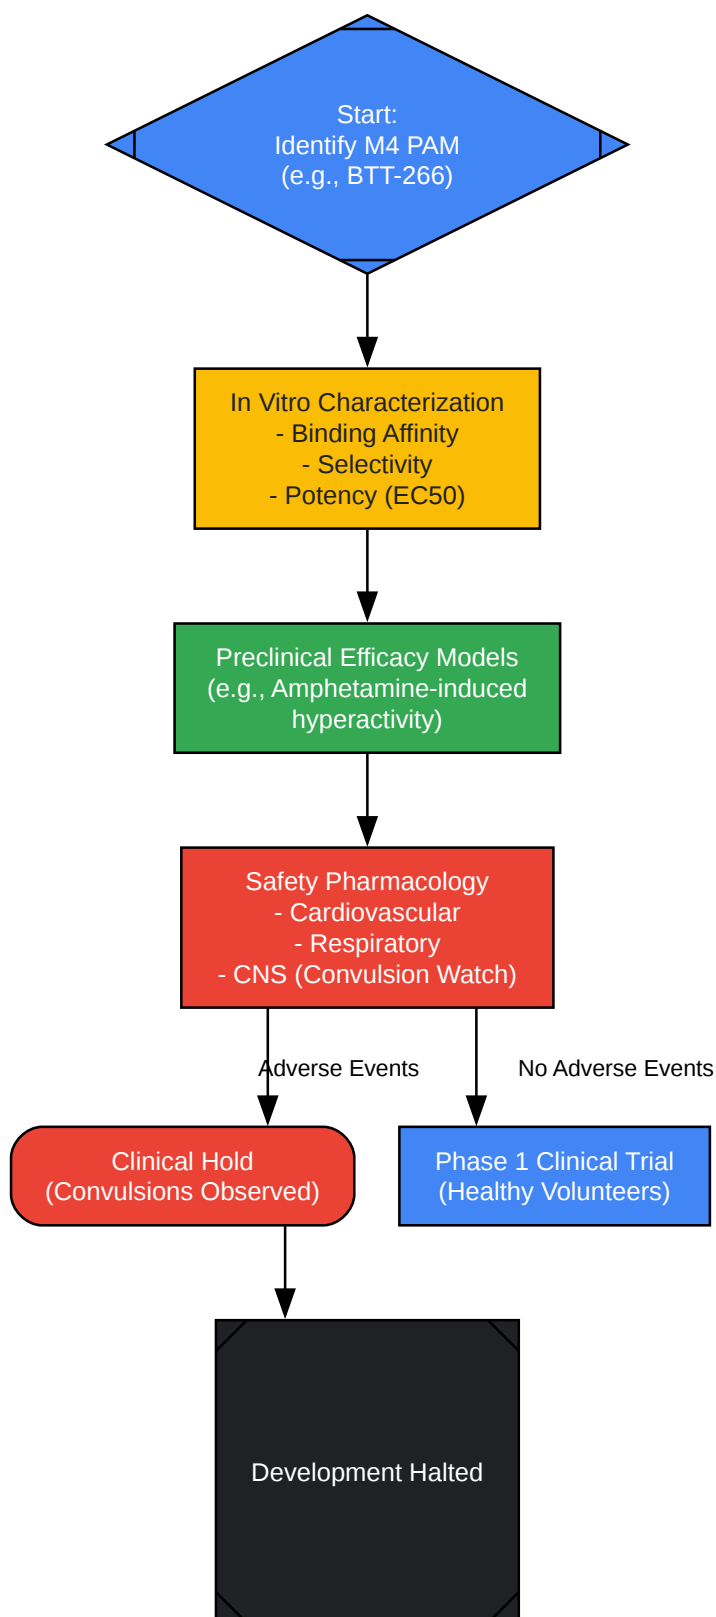 Start:
Identify M4 PAM
(e.g., BTT-266)
In Vitro Characterization
- Binding Affinity
- Selectivity
- Potency (EC50)
Preclinical Efficacy Models
(e.g., Amphetamine-induced
hyperactivity)
Safety Pharmacology
- Cardiovascular
- Respiratory
- CNS (Convulsion Watch)
Adverse Events
No Adverse Events
Clinical Hold
(Convulsions Observed)
Phase 1 Clinical Trial
(Healthy Volunteers)
Development Halted